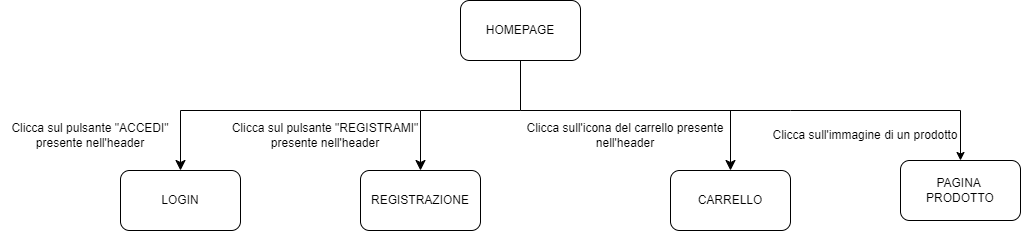 HOMEPAGE
Clicca sul pulsante "ACCEDI"
presente nell'header
Clicca sul pulsante "REGISTRAMI"
presente nell'header
Clicca sull'icona del carrello presente
nell'header
Clicca sull'immagine di un prodotto
LOGIN
REGISTRAZIONE
CARRELLO
PAGINA
PRODOTTO